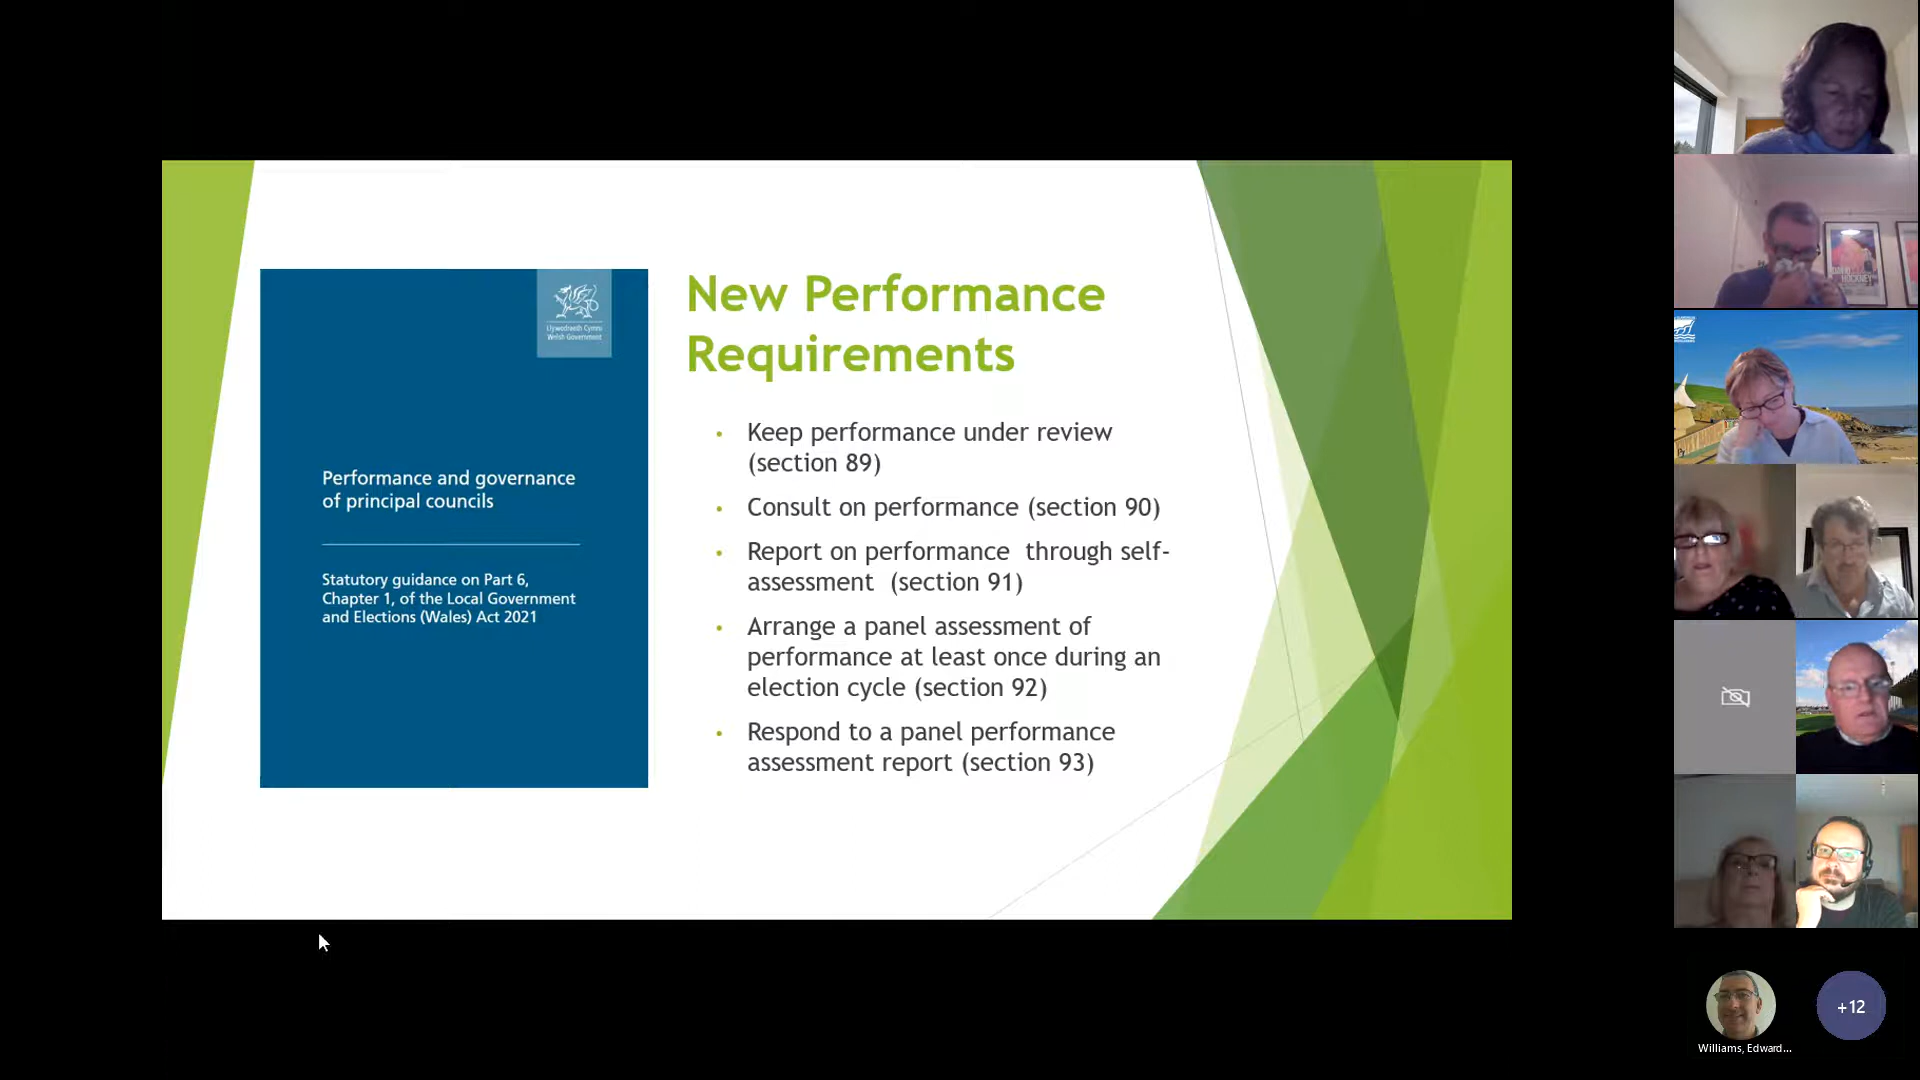 Llywodraeth Cymru
Welsh Government
Performance and governance
of principal councils
Statutory guidance on Part 6,
Chapter 1, of the Local Government
and Elections (Wales) Act 2021
New Performance
Requirements
• Keep performance under review
(section 89)
• Consult on performance (section 90)
• Report on performance  through self-
assessment  (section 91)
• Arrange a panel assessment of
performance at least once during an
election cycle (section 92)
• Respond to a panel performance
assessment report (section 93)
DAVID
HOCKNEY
Williams, Edward...
+12